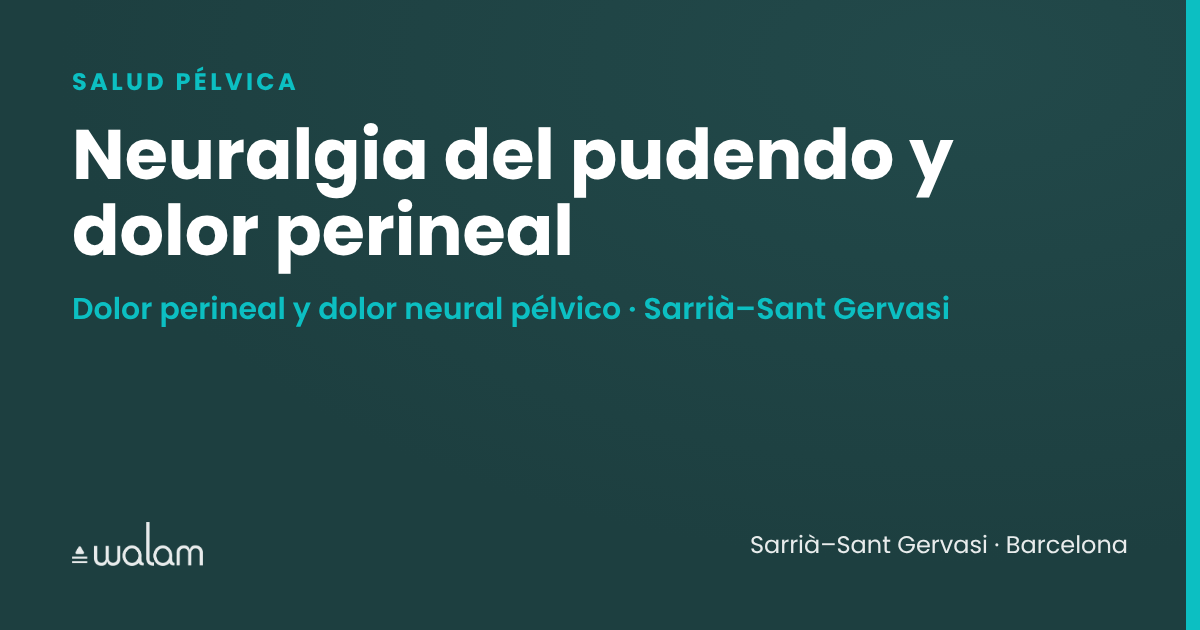 SALUD PÉLVICA
Neuralgia del pudendo y
dolor perineal
Dolor perineal y dolor neural pélvico · Sarrià–Sant Gervasi
walam
Sarrià–Sant Gervasi · Barcelona